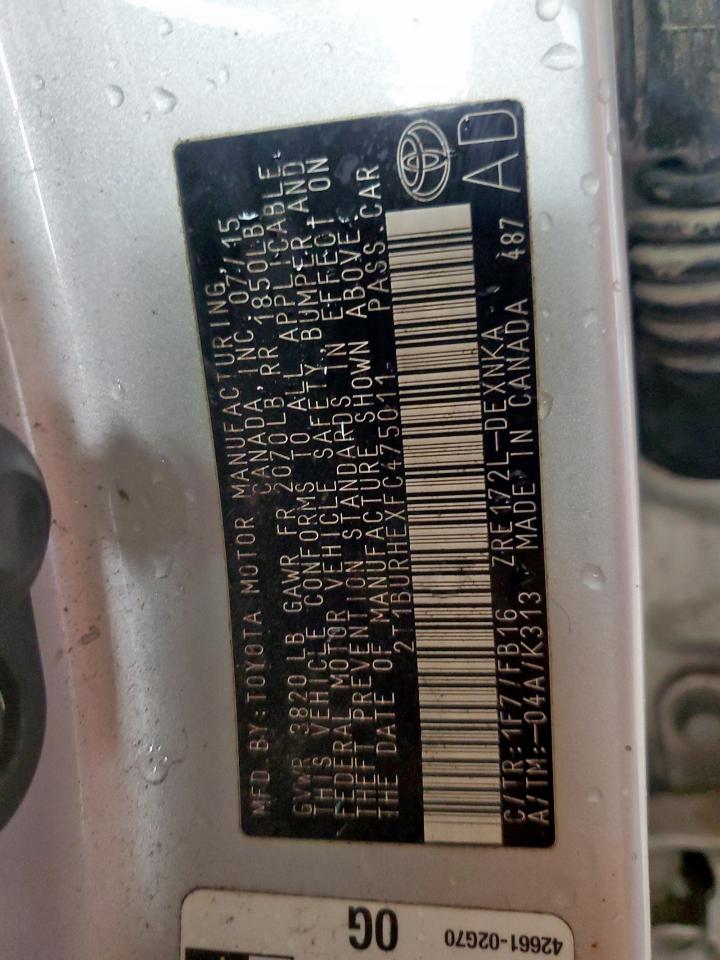 MFD. BY: TOYOTA MOTOR MANUFACTURING,
CANADA, INC. 07/15
GVWR 3820 LB GAWR FR 2070LB, RR 1850LB.
THIS VEHICLE CONFORMS TO ALL APPLICABLE
FEDERAL MOTOR VEHICLE SAFETY, BUMPER AND
THEFT PREVENTION STANDARDS IN EFFECT ON
THE DATE OF MANUFACTURE SHOWN ABOVE.
2T1BURHEXFC475011 PASS. CAR
C/TR:1F7/FB16 ZRE172L-DEXNKA
A/TM:-04A/K313 MADE IN CANADA 487
AD
0G
42661-02G70